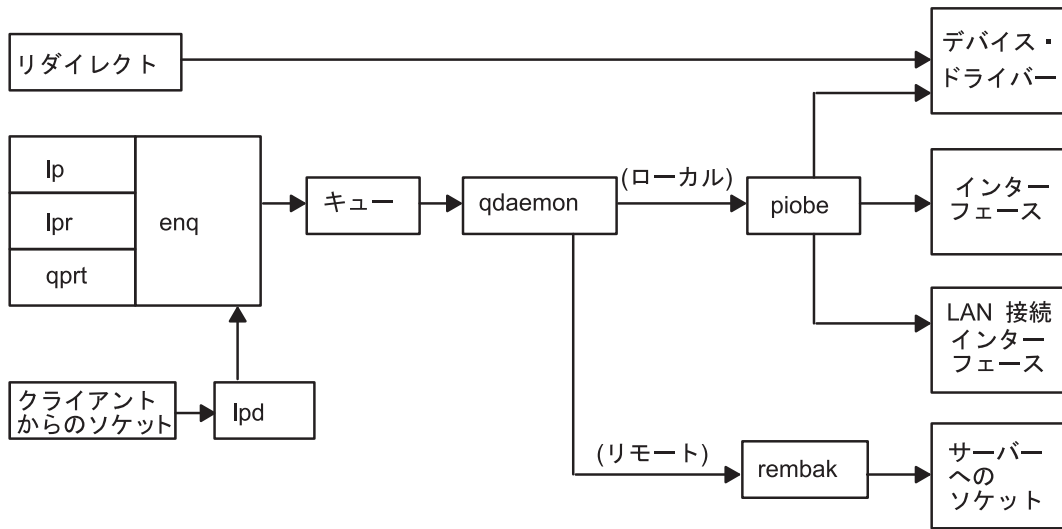 リダイレクト
デバイス・
ドライバー
lp
lpr
qprt
enq
キュー
qdaemon
(ローカル)
piobe
インター
フェース
LAN 接続
インター
フェース
クライアント
からのソケット
lpd
(リモート)
rembak
サーバー
への
ソケット